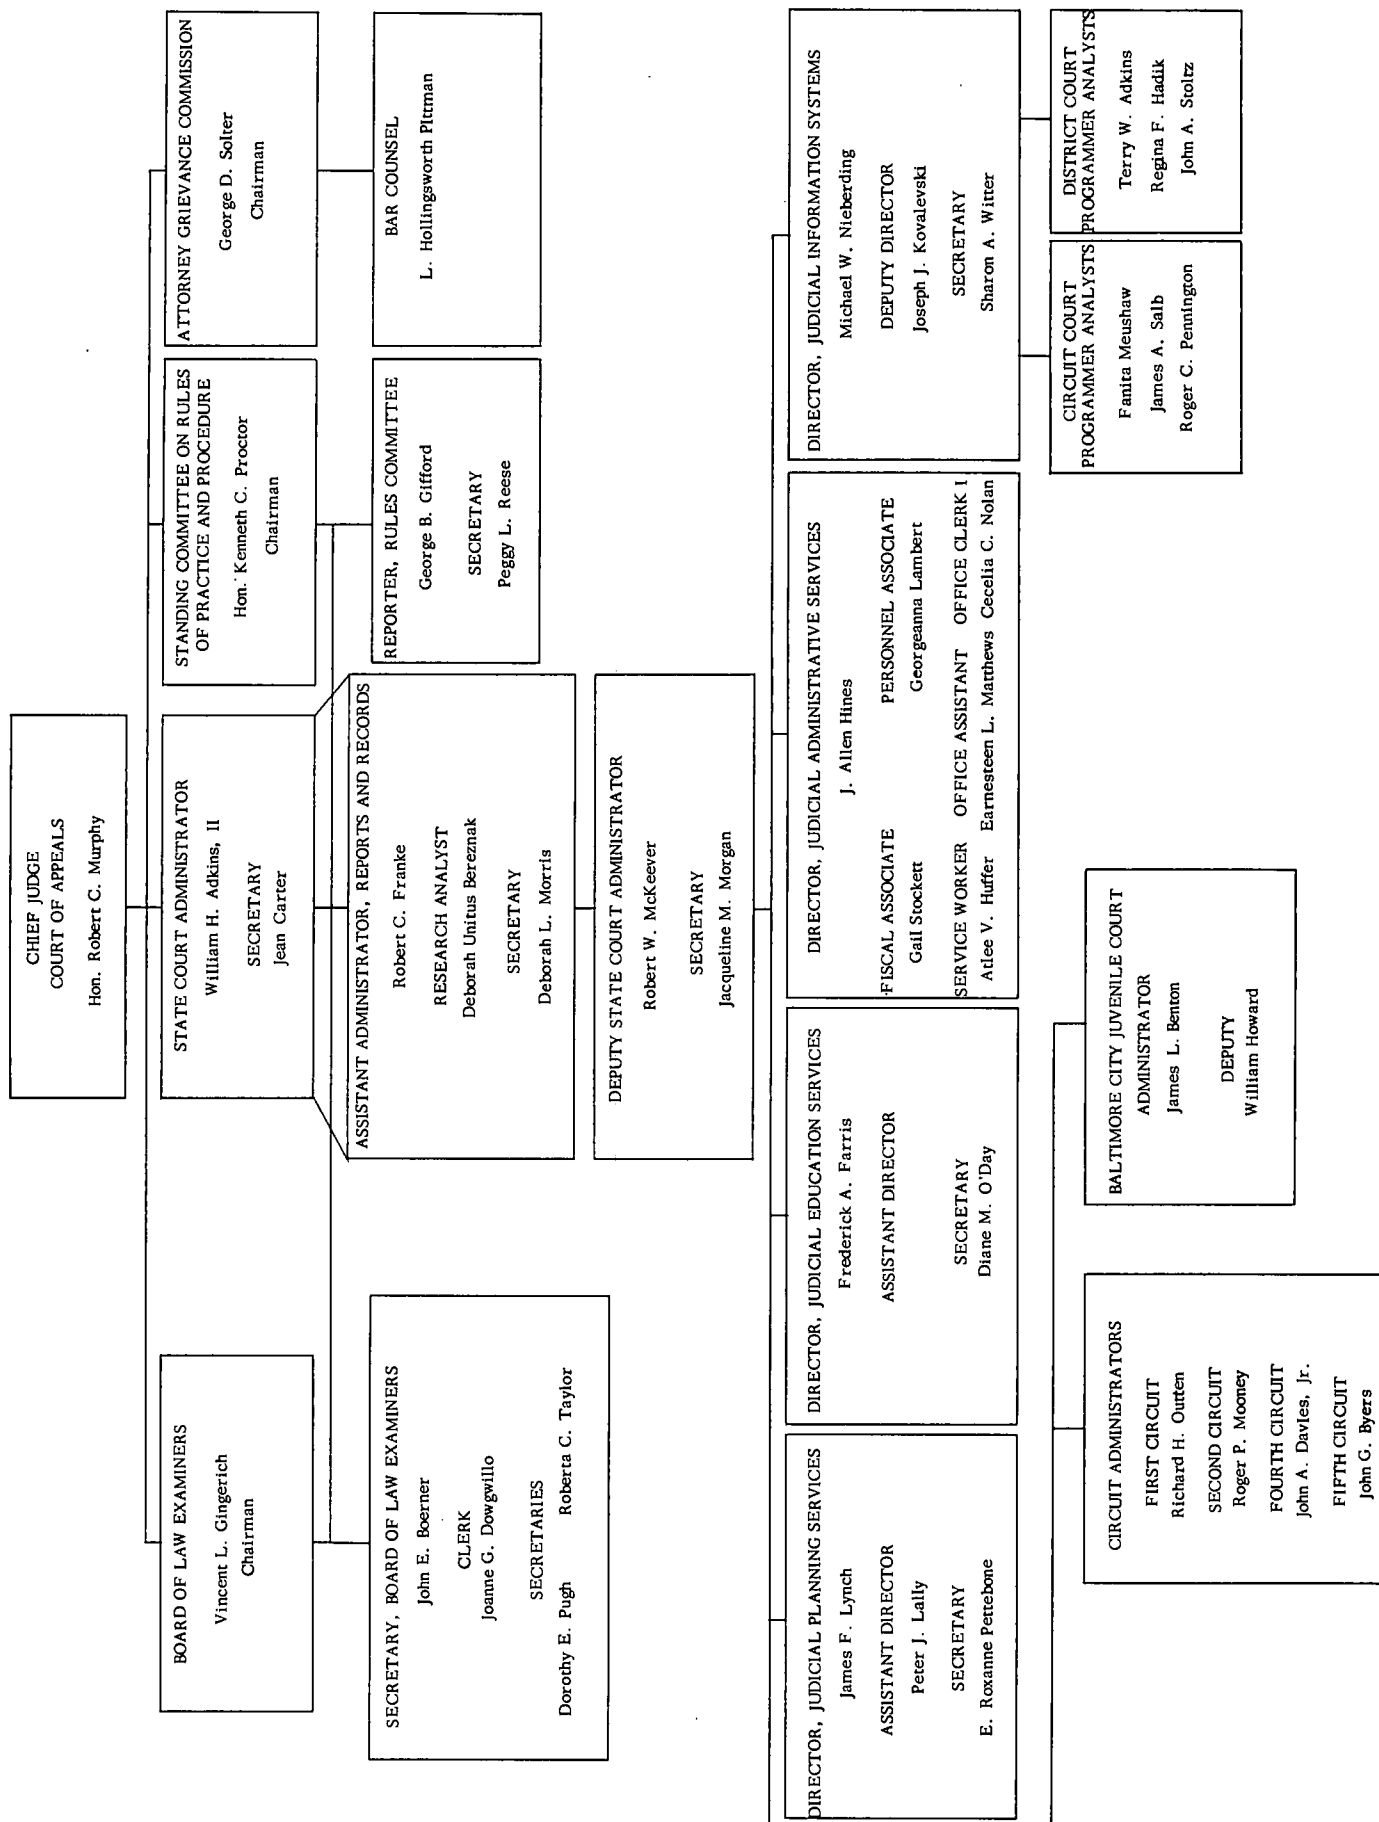 CHIEF JUDGE
COURT OF APPEALS
Hon. Robert C. Murphy
BOARD OF LAW EXAMINERS
Vincent L. Gingerich
Chairman
STATE COURT ADMINISTRATOR
William H. Adkins, II
SECRETARY
Jean Carter
STANDING COMMITTEE ON RULES
OF PRACTICE AND PROCEDURE
Hon. Kenneth C. Proctor
Chairman
ATTORNEY GRIEVANCE COMMISSION
George D. Solter
Chairman
SECRETARY, BOARD OF LAW EXAMINERS
John E. Boerner
CLERK
Joanne G. Dowgwillo
SECRETARIES
Dorothy E. Pugh Roberta C. Taylor
ASSISTANT ADMINISTRATOR, REPORTS AND RECORDS
Robert C. Franke
RESEARCH ANALYST
Deborah Unitus Bereznak
SECRETARY
Deborah L. Morris
REPORTER, RULES COMMITTEE
George B. Gifford
SECRETARY
Peggy L. Reese
BAR COUNSEL
L. Hollingsworth Pittman
DEPUTY STATE COURT ADMINISTRATOR
Robert W. McKeever
SECRETARY
Jacqueline M. Morgan
DIRECTOR, JUDICIAL PLANNING SERVICES
James F. Lynch
ASSISTANT DIRECTOR
Peter J. Lally
SECRETARY
E. Roxanne Pettebone
DIRECTOR, JUDICIAL EDUCATION SERVICES
Frederick A. Farris
ASSISTANT DIRECTOR
SECRETARY
Diane M. O'Day
DIRECTOR, JUDICIAL ADMINISTRATIVE SERVICES
J. Allen Hines
FISCAL ASSOCIATE PERSONNEL ASSOCIATE
Gail Stockett Georgeanna Lambert
SERVICE WORKER OFFICE ASSISTANT OFFICE CLERK I
Atlee V. Huffer Earnesteen L. Matthews Cecelia C. Nolan
DIRECTOR, JUDICIAL INFORMATION SYSTEMS
Michael W. Nieberding
DEPUTY DIRECTOR
Joseph J. Kovalevski
SECRETARY
Sharon A. Witter
CIRCUIT ADMINISTRATORS
FIRST CIRCUIT
Richard H. Outten
SECOND CIRCUIT
Roger P. Mooney
FOURTH CIRCUIT
John A. Davies, Jr.
FIFTH CIRCUIT
John G. Byers
BALTIMORE CITY JUVENILE COURT
ADMINISTRATOR
James L. Benton
DEPUTY
William Howard
CIRCUIT COURT
PROGRAMMER ANALYSTS
Fanita Meushaw
James A. Salb
Roger C. Pennington
DISTRICT COURT
PROGRAMMER ANALYSTS
Terry W. Adkins
Regina F. Hadik
John A. Stoltz